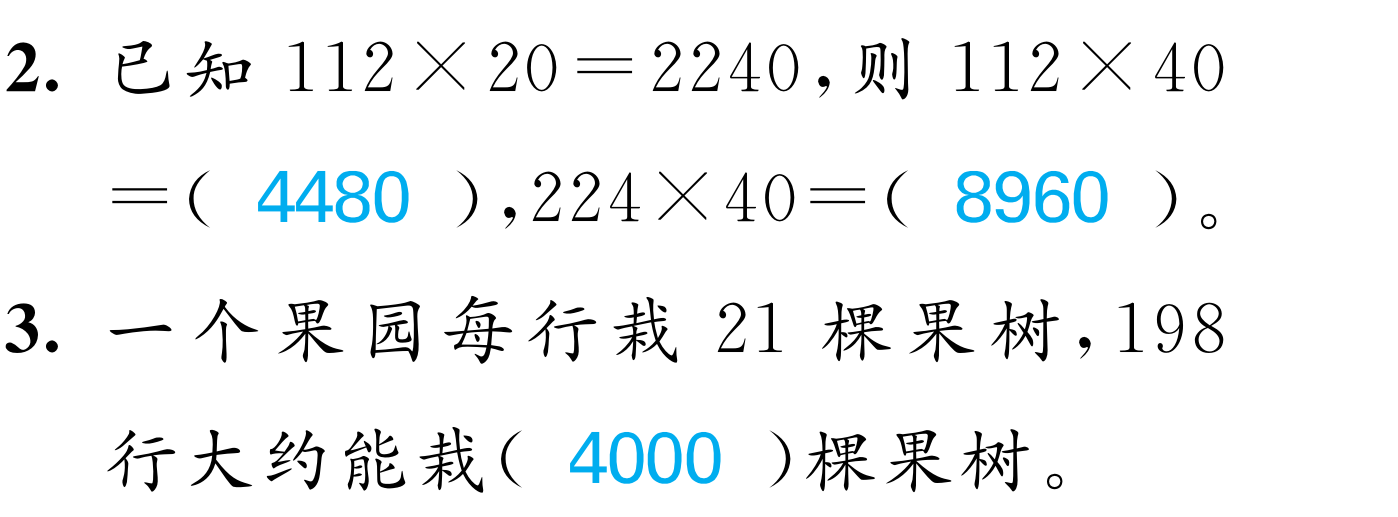 2. 已知 112×20=2240,则 112×40
=( 4480 ),224×40=( 8960 )。
3. 一个果园每行栽 21 棵果树,198
行大约能栽( 4000 )棵果树。